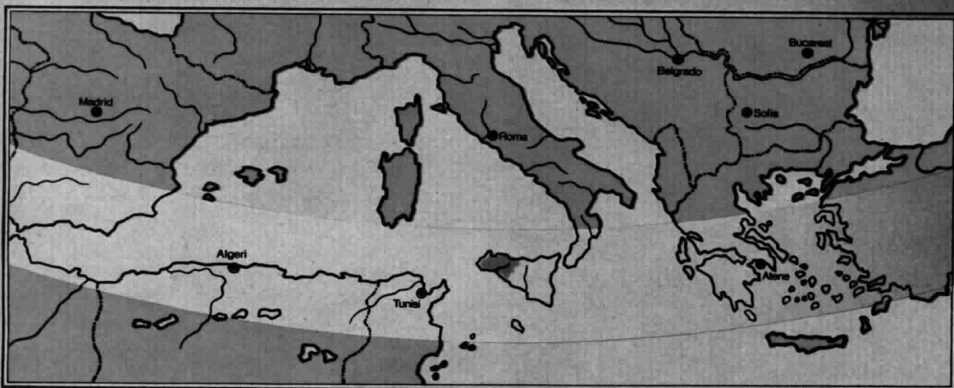 Bucarest
Belgrado
Madrid
Sofia
Roma
Algeri
Atene
Tunisi